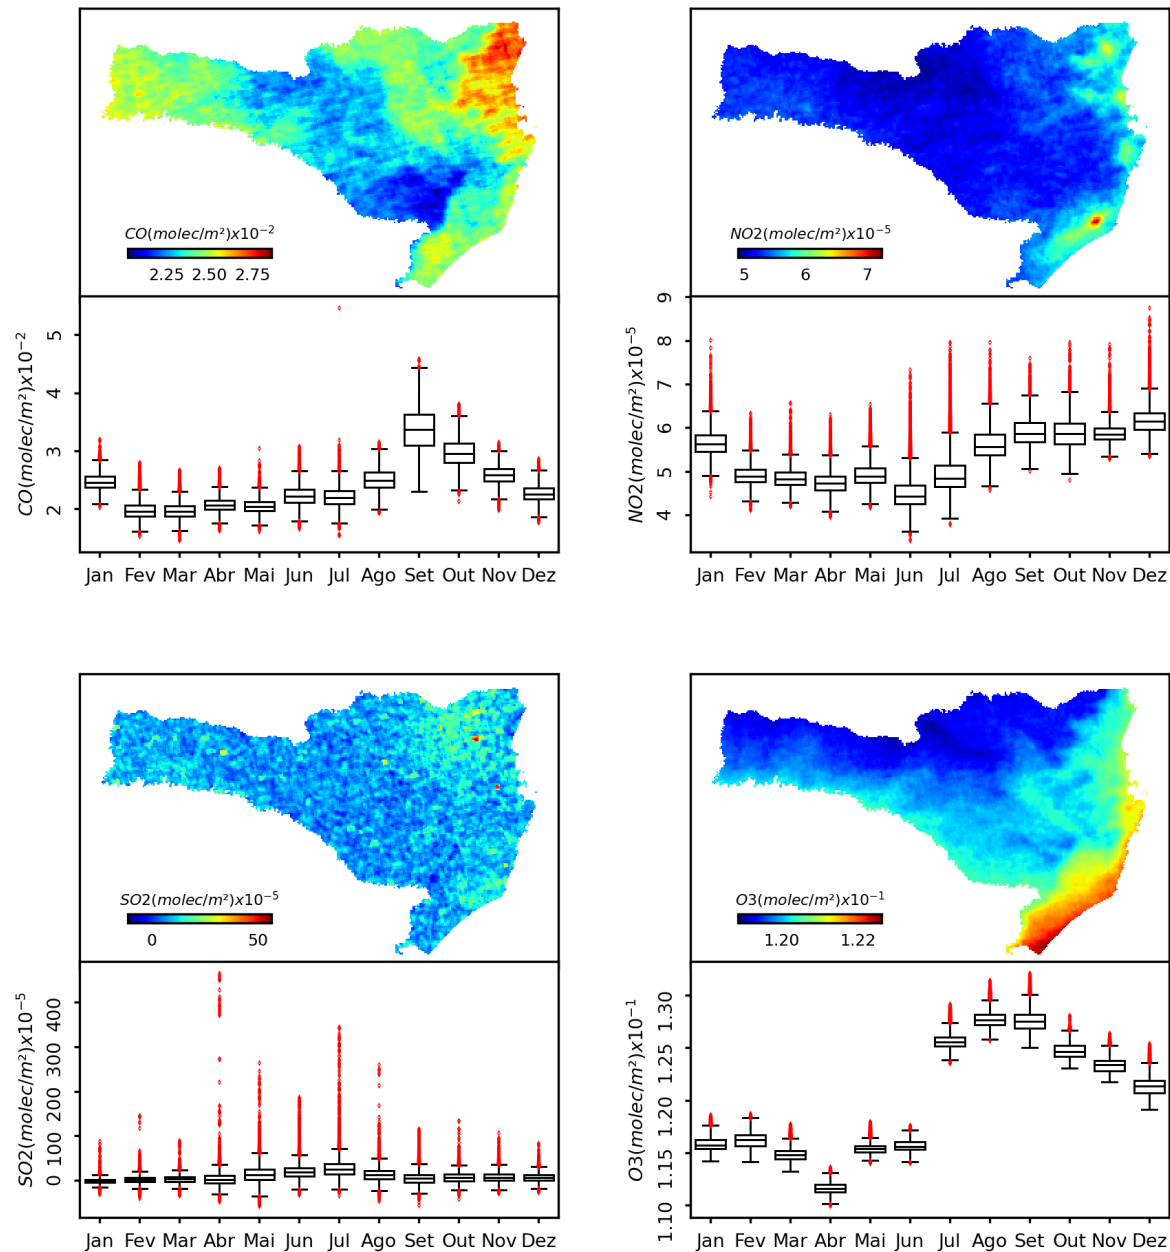 CO(molec/m²)x10⁻²
2.25 2.50 2.75
CO(molec/m²)x10⁻²
5
4
3
2
Jan Fev Mar Abr Mai Jun Jul Ago Set Out Nov Dez
NO2(molec/m²)x10⁻⁵
5 6 7
NO2(molec/m²)x10⁻⁵
9
8
7
6
5
4
Jan Fev Mar Abr Mai Jun Jul Ago Set Out Nov Dez
SO2(molec/m²)x10⁻⁵
0 50
SO2(molec/m²)x10⁻⁵
400
300
200
100
0
Jan Fev Mar Abr Mai Jun Jul Ago Set Out Nov Dez
O3(molec/m²)x10⁻¹
1.20 1.22
O3(molec/m²)x10⁻¹
1.30
1.25
1.20
1.15
1.10
Jan Fev Mar Abr Mai Jun Jul Ago Set Out Nov Dez